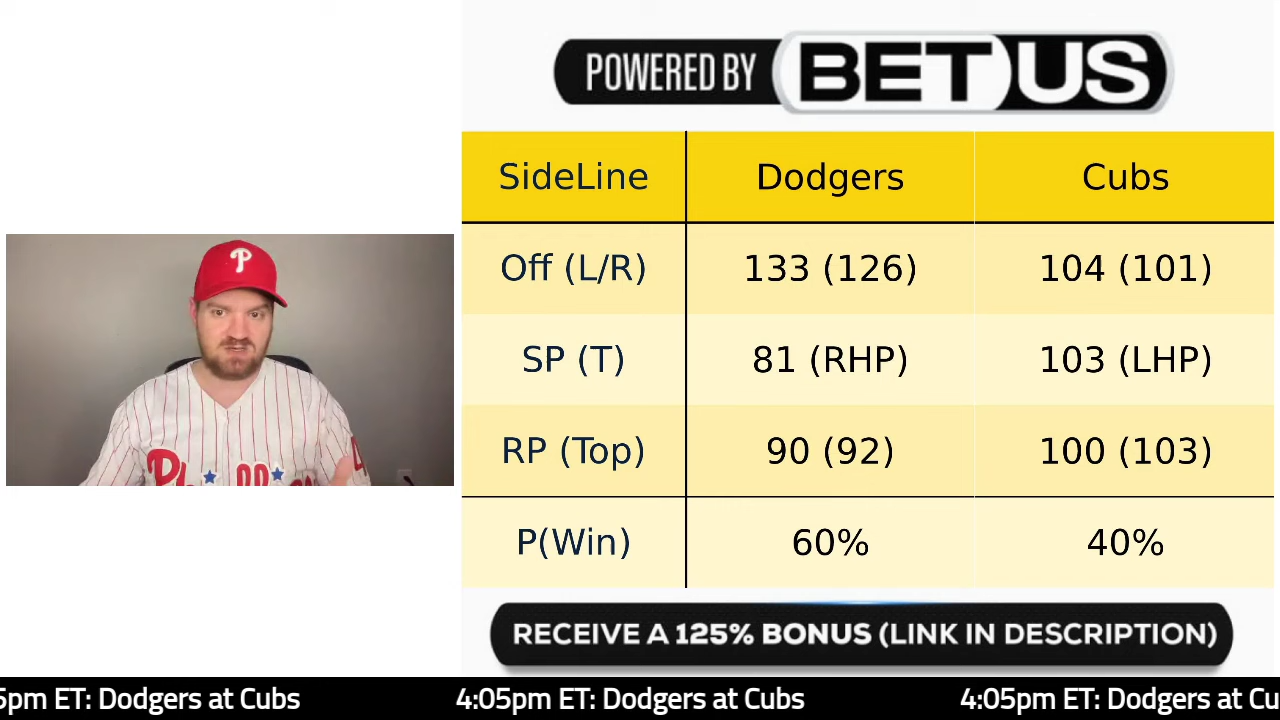 POWERED BY BETUS
SideLine Dodgers Cubs
Off (L/R) 133 (126) 104 (101)
SP (T) 81 (RHP) 103 (LHP)
RP (Top) 90 (92) 100 (103)
P(Win) 60% 40%
RECEIVE A 125% BONUS (LINK IN DESCRIPTION)
P
5pm ET: Dodgers at Cubs 4:05pm ET: Dodgers at Cubs 4:05pm ET: Dodgers at Cu